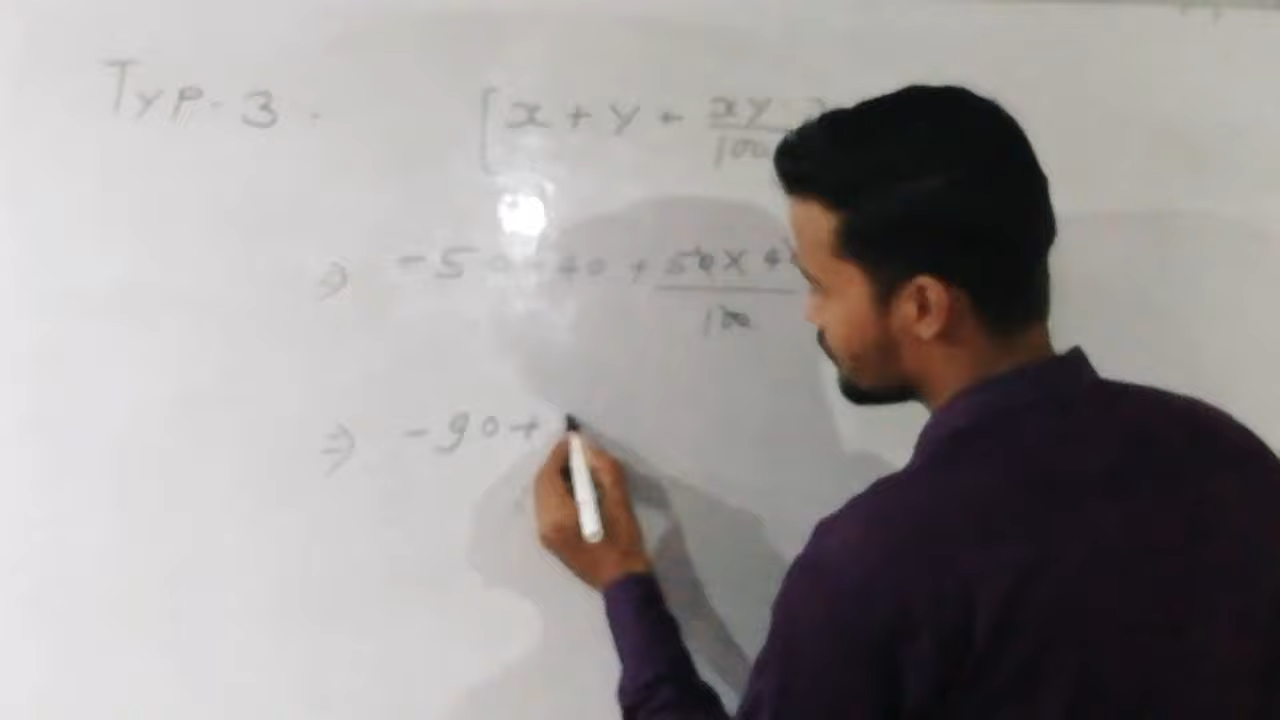 Typ. 3.
[x + y + xy
100
⇒ -50-40 + 50 x 4
100
⇒ -90+